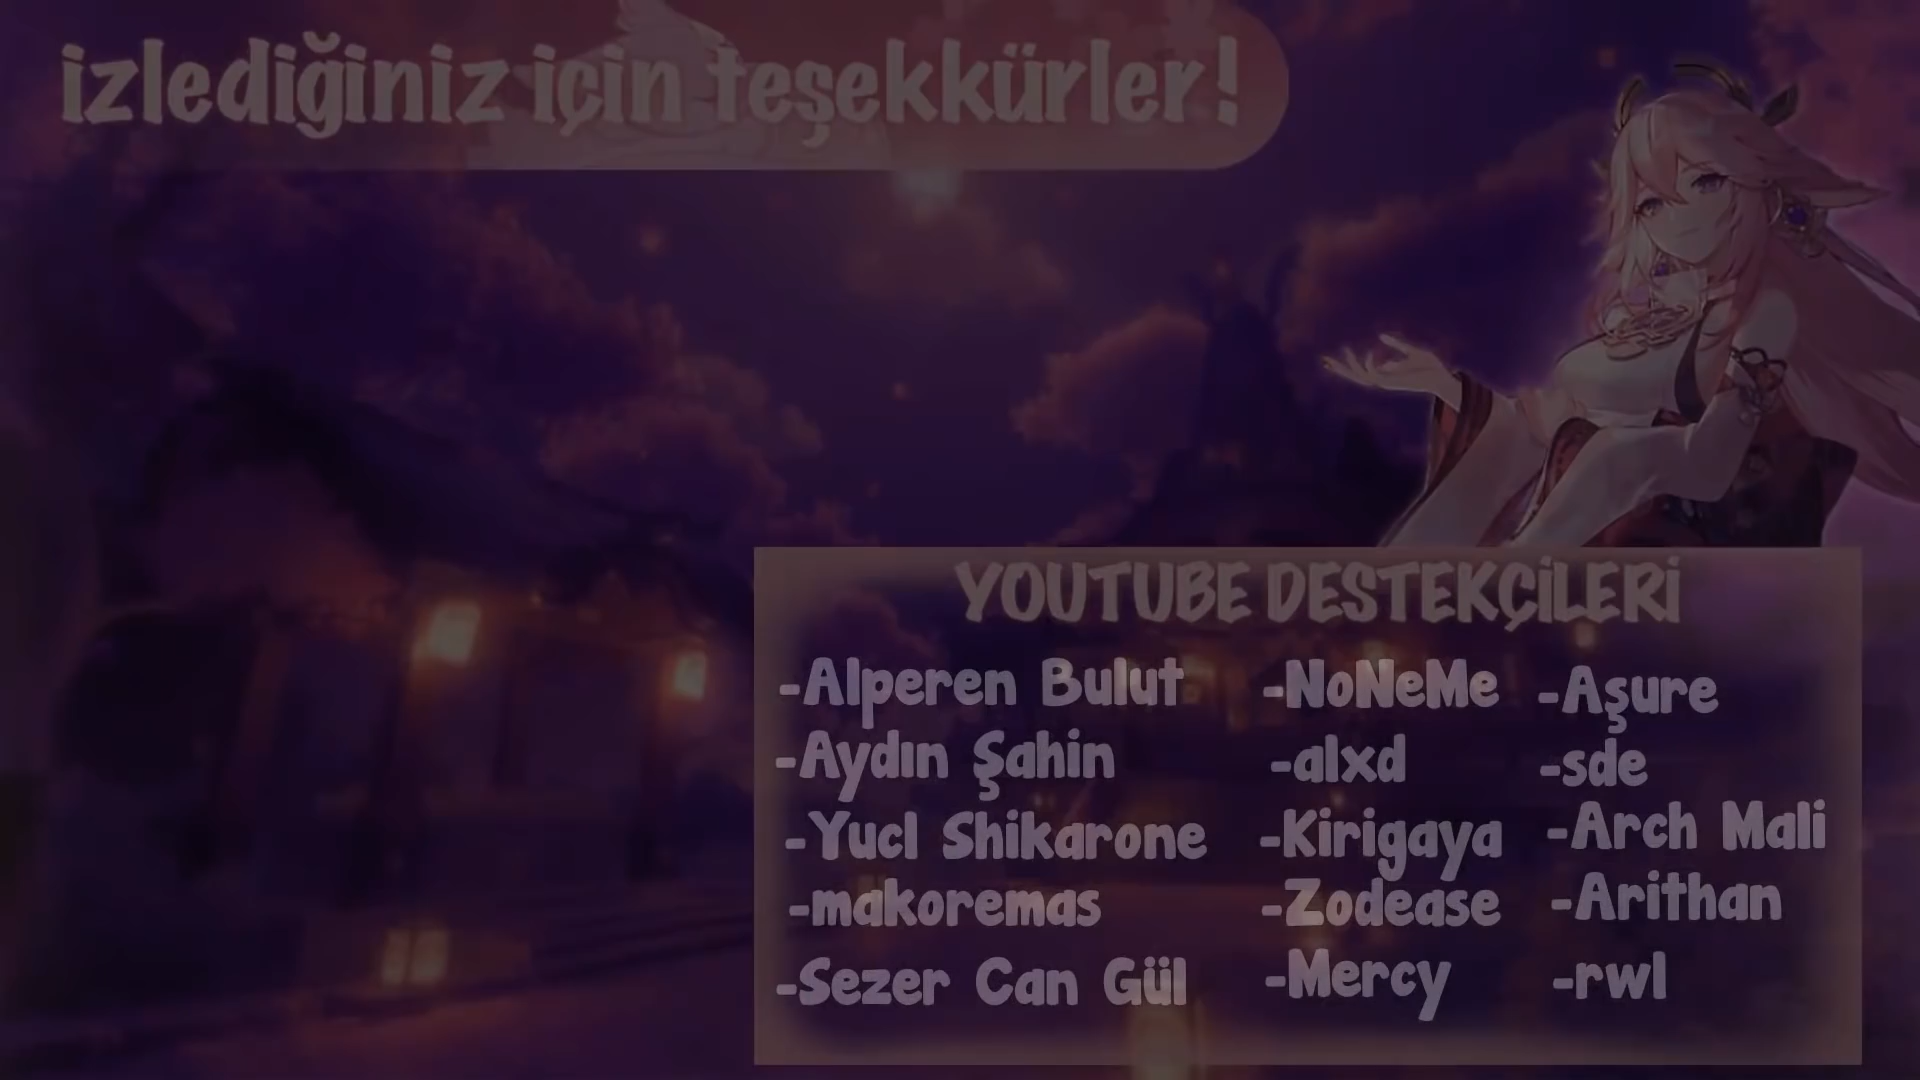 izlediğiniz için teşekkürler!
YOUTUBE DESTEKÇİLERİ
-Alperen Bulut
-Aydın Şahin
-Yucl Shikarone
-makoremas
-Sezer Can Gül
-NoNeMe
-alxd
-Kirigaya
-Zodease
-Mercy
-Aşure
-sde
-Arch Mali
-Arithan
-rwl